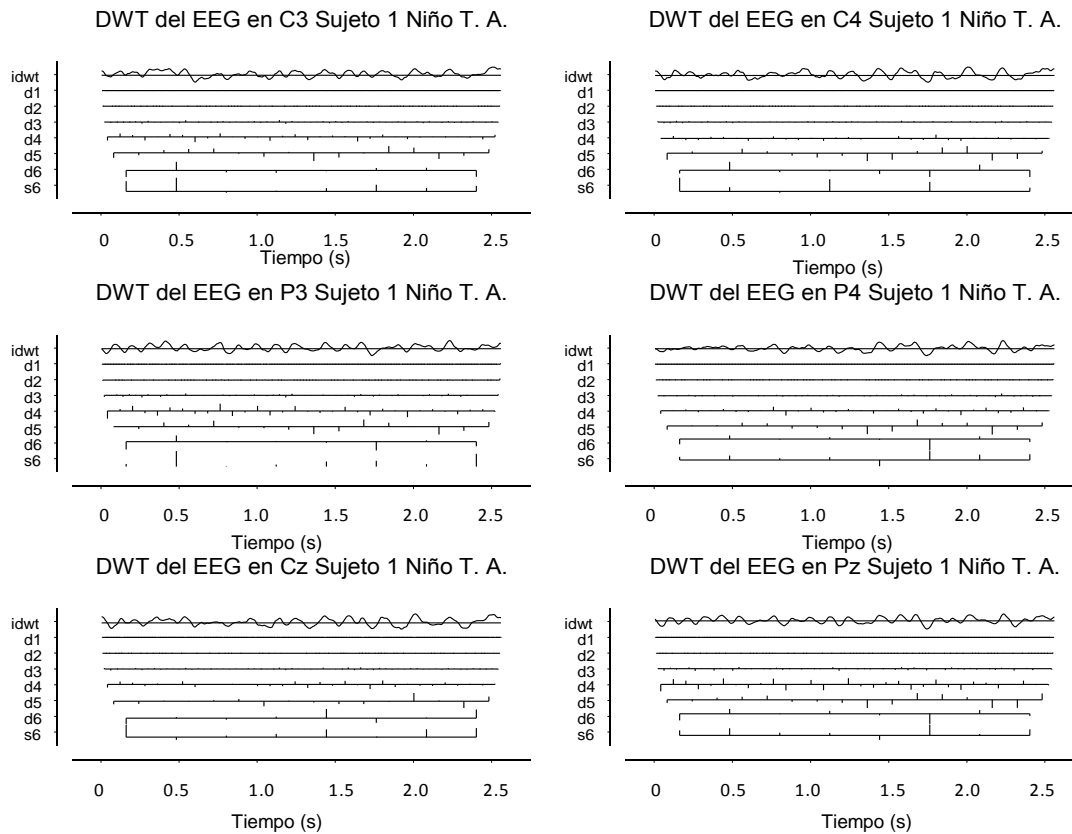 DWT del EEG en C3 Sujeto 1 Niño T. A.
idwt
d1
d2
d3
d4
d5
d6
s6
0 0.5 1.0 1.5 2.0 2.5
Tiempo (s)
DWT del EEG en C4 Sujeto 1 Niño T. A.
idwt
d1
d2
d3
d4
d5
d6
s6
0 0.5 1.0 1.5 2.0 2.5
Tiempo (s)
DWT del EEG en P3 Sujeto 1 Niño T. A.
idwt
d1
d2
d3
d4
d5
d6
s6
0 0.5 1.0 1.5 2.0 2.5
Tiempo (s)
DWT del EEG en P4 Sujeto 1 Niño T. A.
idwt
d1
d2
d3
d4
d5
d6
s6
0 0.5 1.0 1.5 2.0 2.5
Tiempo (s)
DWT del EEG en Cz Sujeto 1 Niño T. A.
idwt
d1
d2
d3
d4
d5
d6
s6
0 0.5 1.0 1.5 2.0 2.5
Tiempo (s)
DWT del EEG en Pz Sujeto 1 Niño T. A.
idwt
d1
d2
d3
d4
d5
d6
s6
0 0.5 1.0 1.5 2.0 2.5
Tiempo (s)